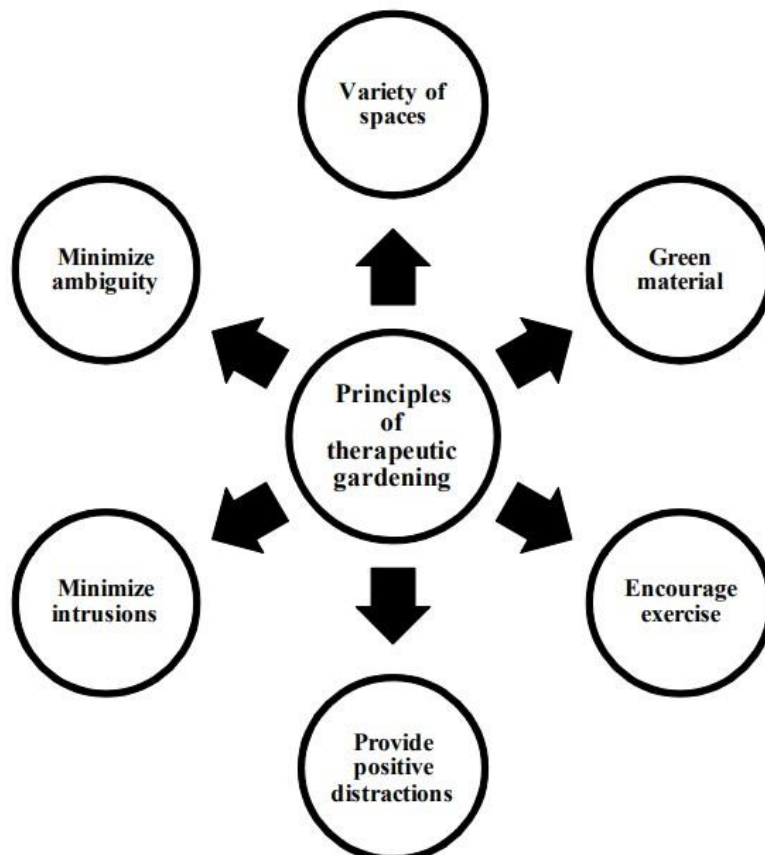 Variety of
spaces
Minimize
ambiguity
Green
material
Principles
of
therapeutic
gardening
Minimize
intrusions
Encourage
exercise
Provide
positive
distractions